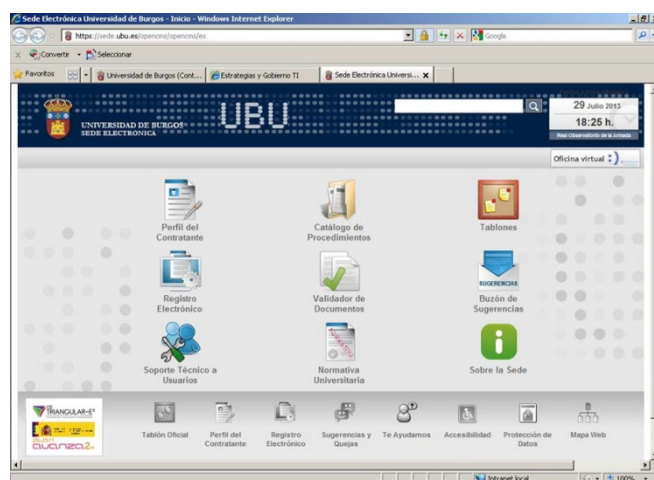 Sede Electrónica Universidad de Burgos - Inicio - Windows Internet Explorer
https://sede.ubu.es/opencms/opencms/es
Google
x Convertir Seleccionar
Favoritos
Universidad de Burgos (Cont...
Estrategias y Gobierno TI
Sede Electrónica Universi...
UNIVERSIDAD DE BURGOS
SEDE ELECTRONICA
UBU
29 Julio 2013
18:25 h.
Real Observatorio de la Armada
Oficina virtual :)
Perfil del
Contratante
Catálogo de
Procedimientos
Tablones
Registro
Electrónico
Validador de
Documentos
SUGERENCIAS
Buzón de
Sugerencias
Soporte Técnico a
Usuarios
Normativa
Universitaria
Sobre la Sede
TRIANGULAR-E³
plan
avanza2
Tablón Oficial
Perfil del
Contratante
Registro
Electrónico
Sugerencias y
Quejas
Te Ayudamos
Accesibilidad
Protección de
Datos
Mapa Web
Intranet local
100%